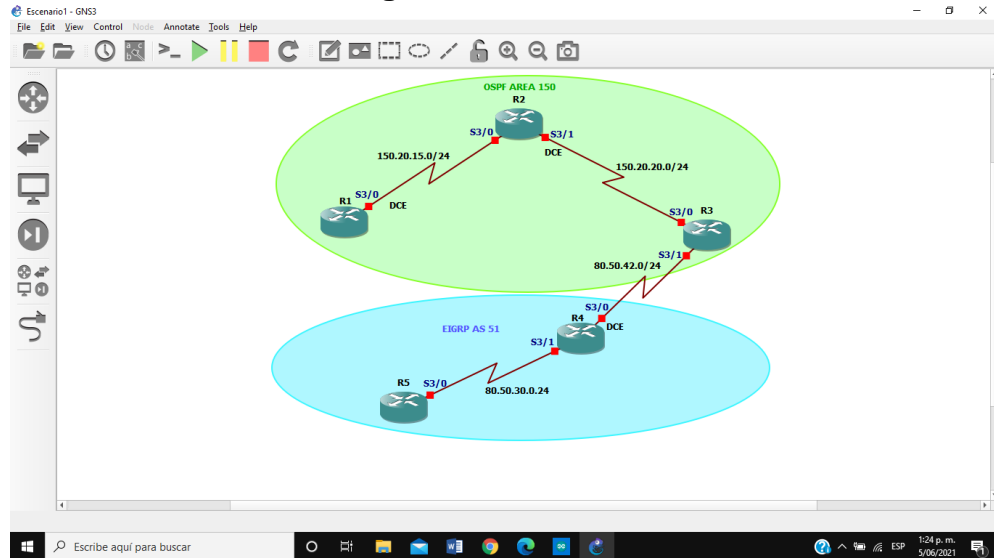 Escenario1 - GNS3
File Edit View Control Node Annotate Tools Help
OSPF AREA 150
R2
S3/0
S3/1
DCE
150.20.15.0/24
150.20.20.0/24
R1
S3/0
DCE
S3/0
R3
S3/1
80.50.42.0/24
S3/0
R4
DCE
EIGRP AS 51
S3/1
R5
S3/0
80.50.30.0.24
Escribe aquí para buscar
ESP
1:24 p. m.
5/06/2021